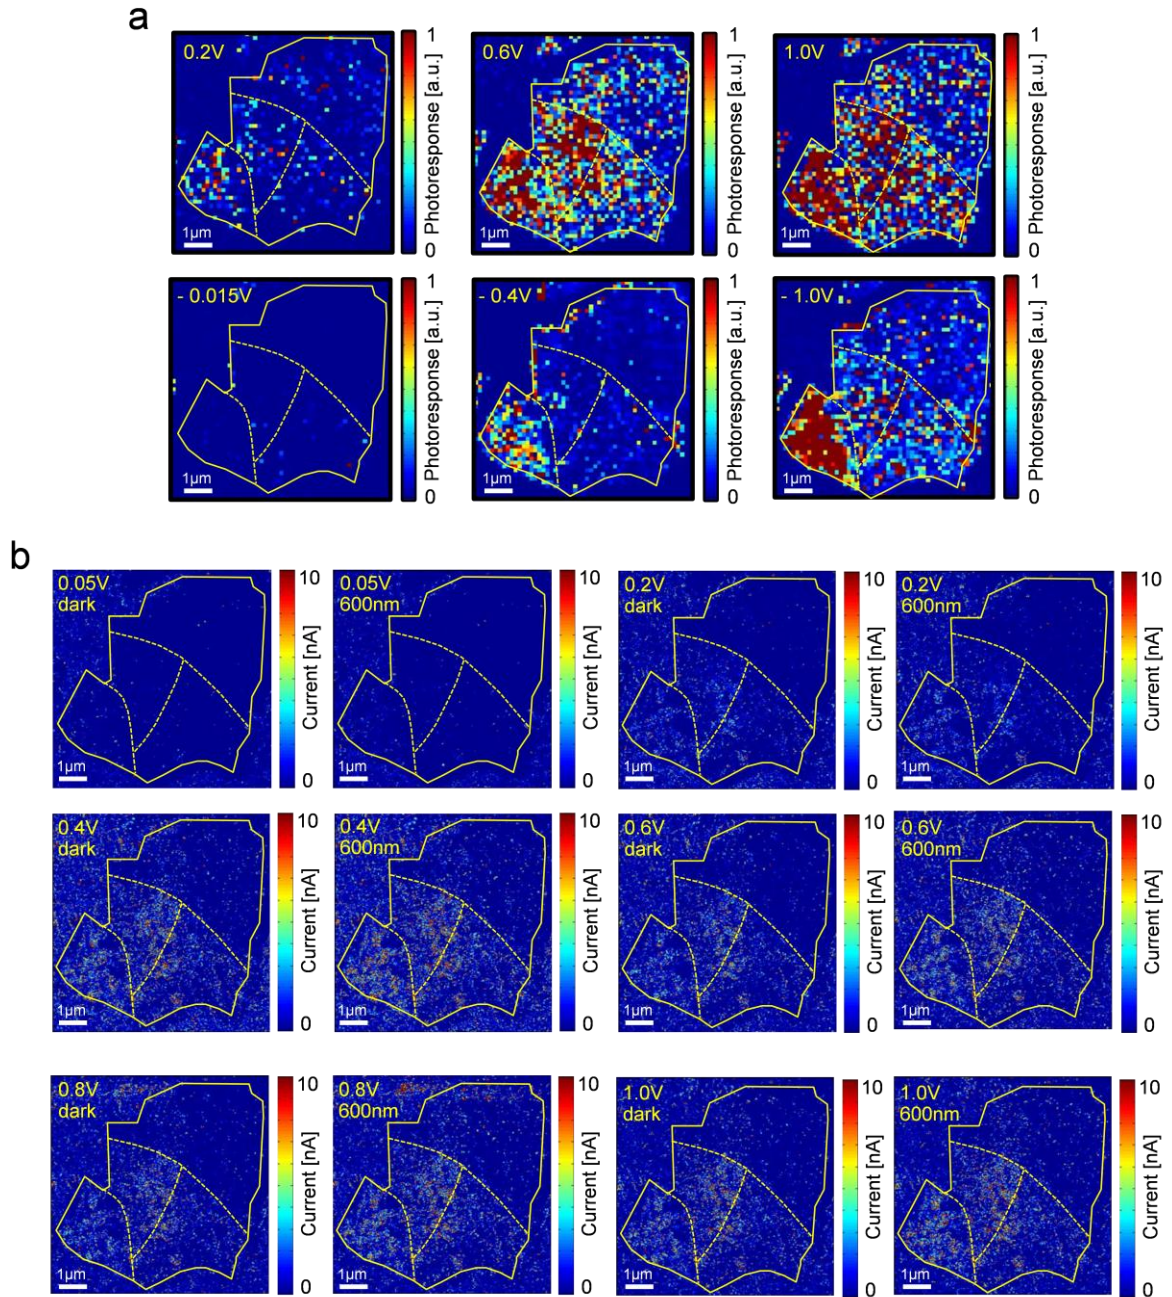 a
0.2V
1μm
1
Photoresponse [a.u.]
0
0.6V
1μm
1
Photoresponse [a.u.]
0
1.0V
1μm
1
Photoresponse [a.u.]
0
- 0.015V
1μm
1
Photoresponse [a.u.]
0
- 0.4V
1μm
1
Photoresponse [a.u.]
0
- 1.0V
1μm
1
Photoresponse [a.u.]
0
b
0.05V
dark
1μm
10
Current [nA]
0
0.05V
600nm
1μm
10
Current [nA]
0
0.2V
dark
1μm
10
Current [nA]
0
0.2V
600nm
1μm
10
Current [nA]
0
0.4V
dark
1μm
10
Current [nA]
0
0.4V
600nm
1μm
10
Current [nA]
0
0.6V
dark
1μm
10
Current [nA]
0
0.6V
600nm
1μm
10
Current [nA]
0
0.8V
dark
1μm
10
Current [nA]
0
0.8V
600nm
1μm
10
Current [nA]
0
1.0V
dark
1μm
10
Current [nA]
0
1.0V
600nm
1μm
10
Current [nA]
0